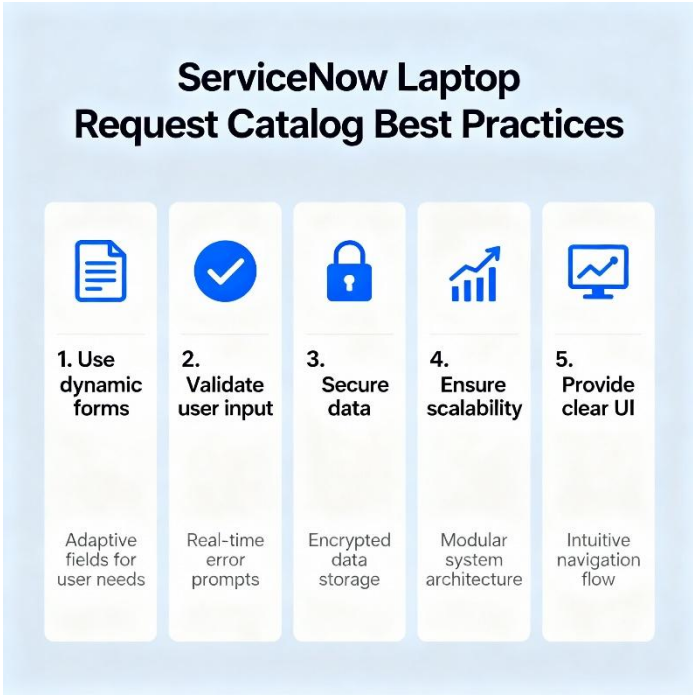 ServiceNow Laptop
Request Catalog Best Practices
1. Use
dynamic
forms
Adaptive
fields for
user needs
2.
Validate
user input
Real-time
error
prompts
3.
Secure
data
Encrypted
data
storage
4.
Ensure
scalability
Modular
system
architecture
5.
Provide
clear UI
Intuitive
navigation
flow